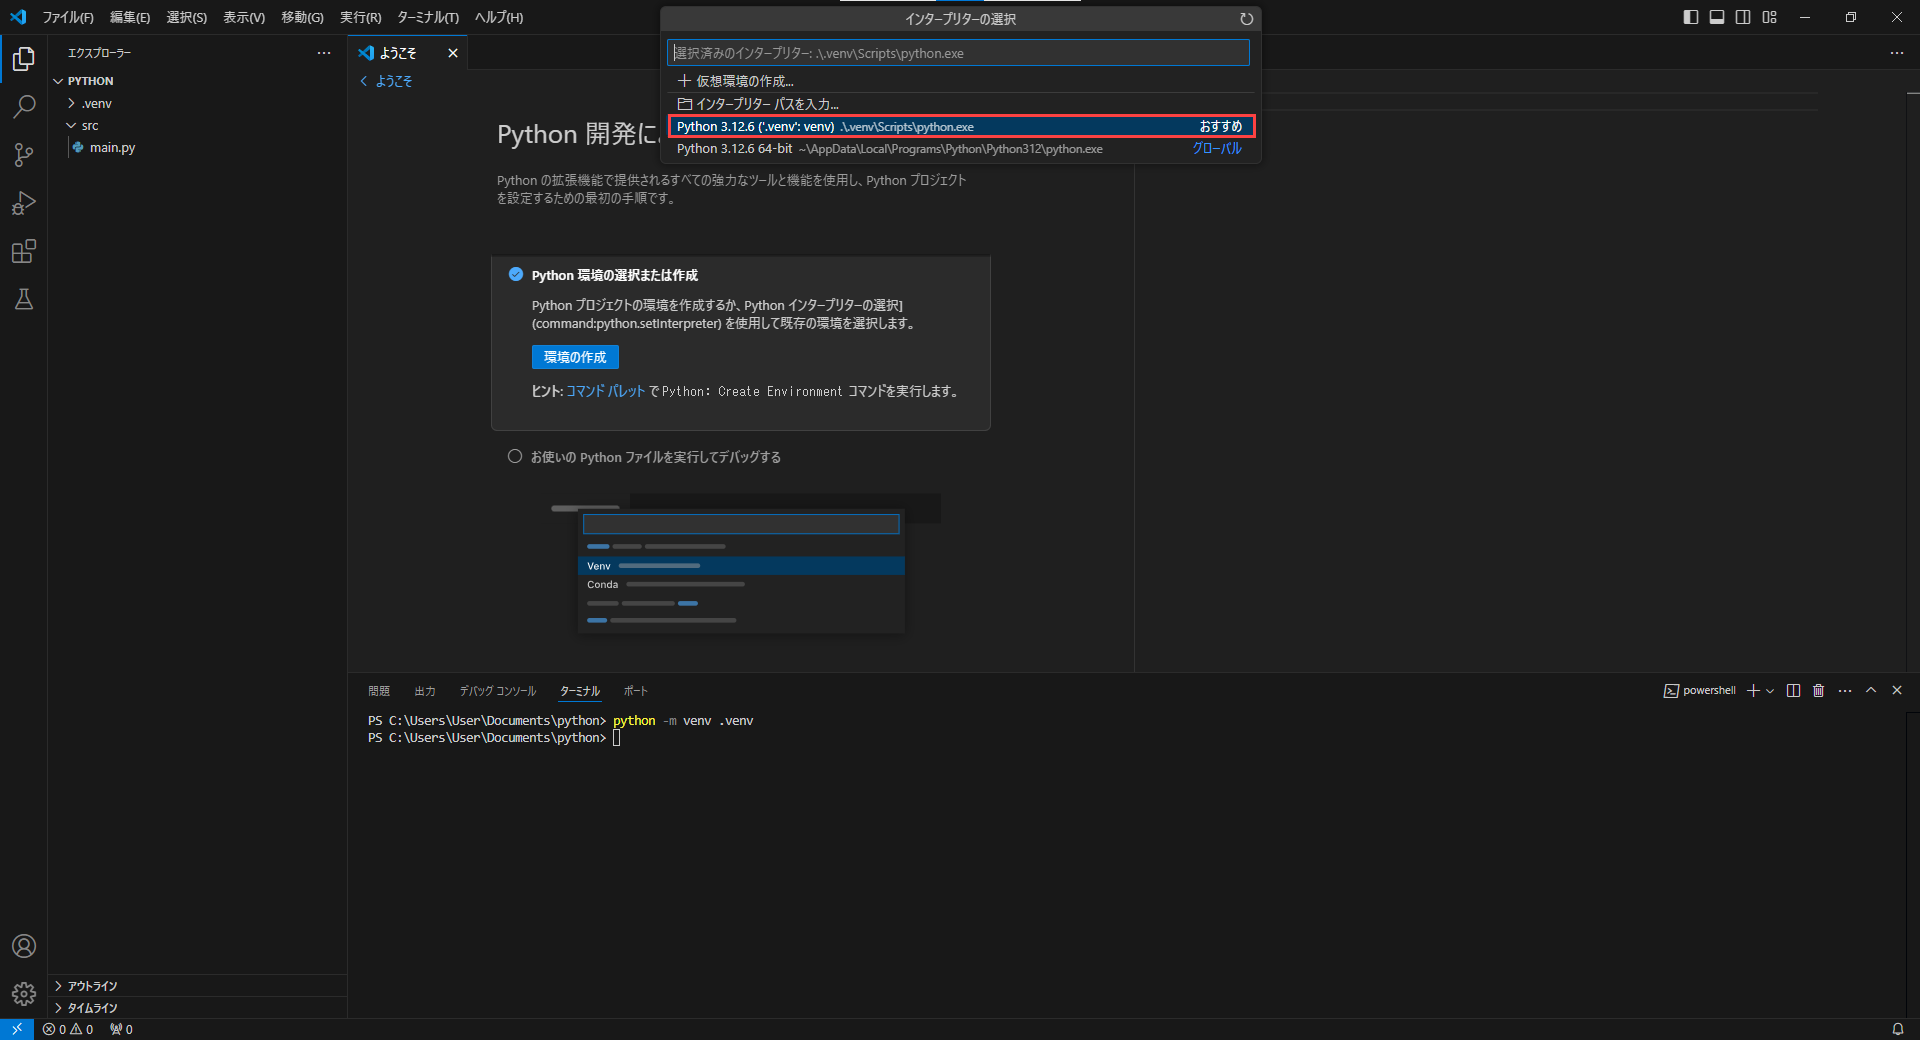 ファイル(F) 編集(E) 選択(S) 表示(V) 移動(G) 実行(R) ターミナル(T) ヘルプ(H)
インタープリターの選択
選択済みのインタープリター: .\.venv\Scripts\python.exe
仮想環境の作成...
インタープリター パスを入力...
Python 3.12.6 ('.venv': venv) .\.venv\Scripts\python.exe おすすめ
Python 3.12.6 64-bit ~\AppData\Local\Programs\Python\Python312\python.exe グローバル
エクスプローラー
PYTHON
.venv
src
main.py
アウトライン
タイムライン
ようこそ
ようこそ
Python 開発に
Python の拡張機能で提供されるすべての強力なツールと機能を使用し、Python プロジェクト
を設定するための最初の手順です。
Python 環境の選択または作成
Python プロジェクトの環境を作成するか、Python インタープリターの選択]
(command:python.setInterpreter) を使用して既存の環境を選択します。
環境の作成
ヒント: コマンド パレット でPython: Create Environment コマンドを実行します。
お使いの Python ファイルを実行してデバッグする
Venv
Conda
問題 出力 デバッグ コンソール ターミナル ポート
powershell
PS C:\Users\User\Documents\python> python -m venv .venv
PS C:\Users\User\Documents\python>
0 0 0